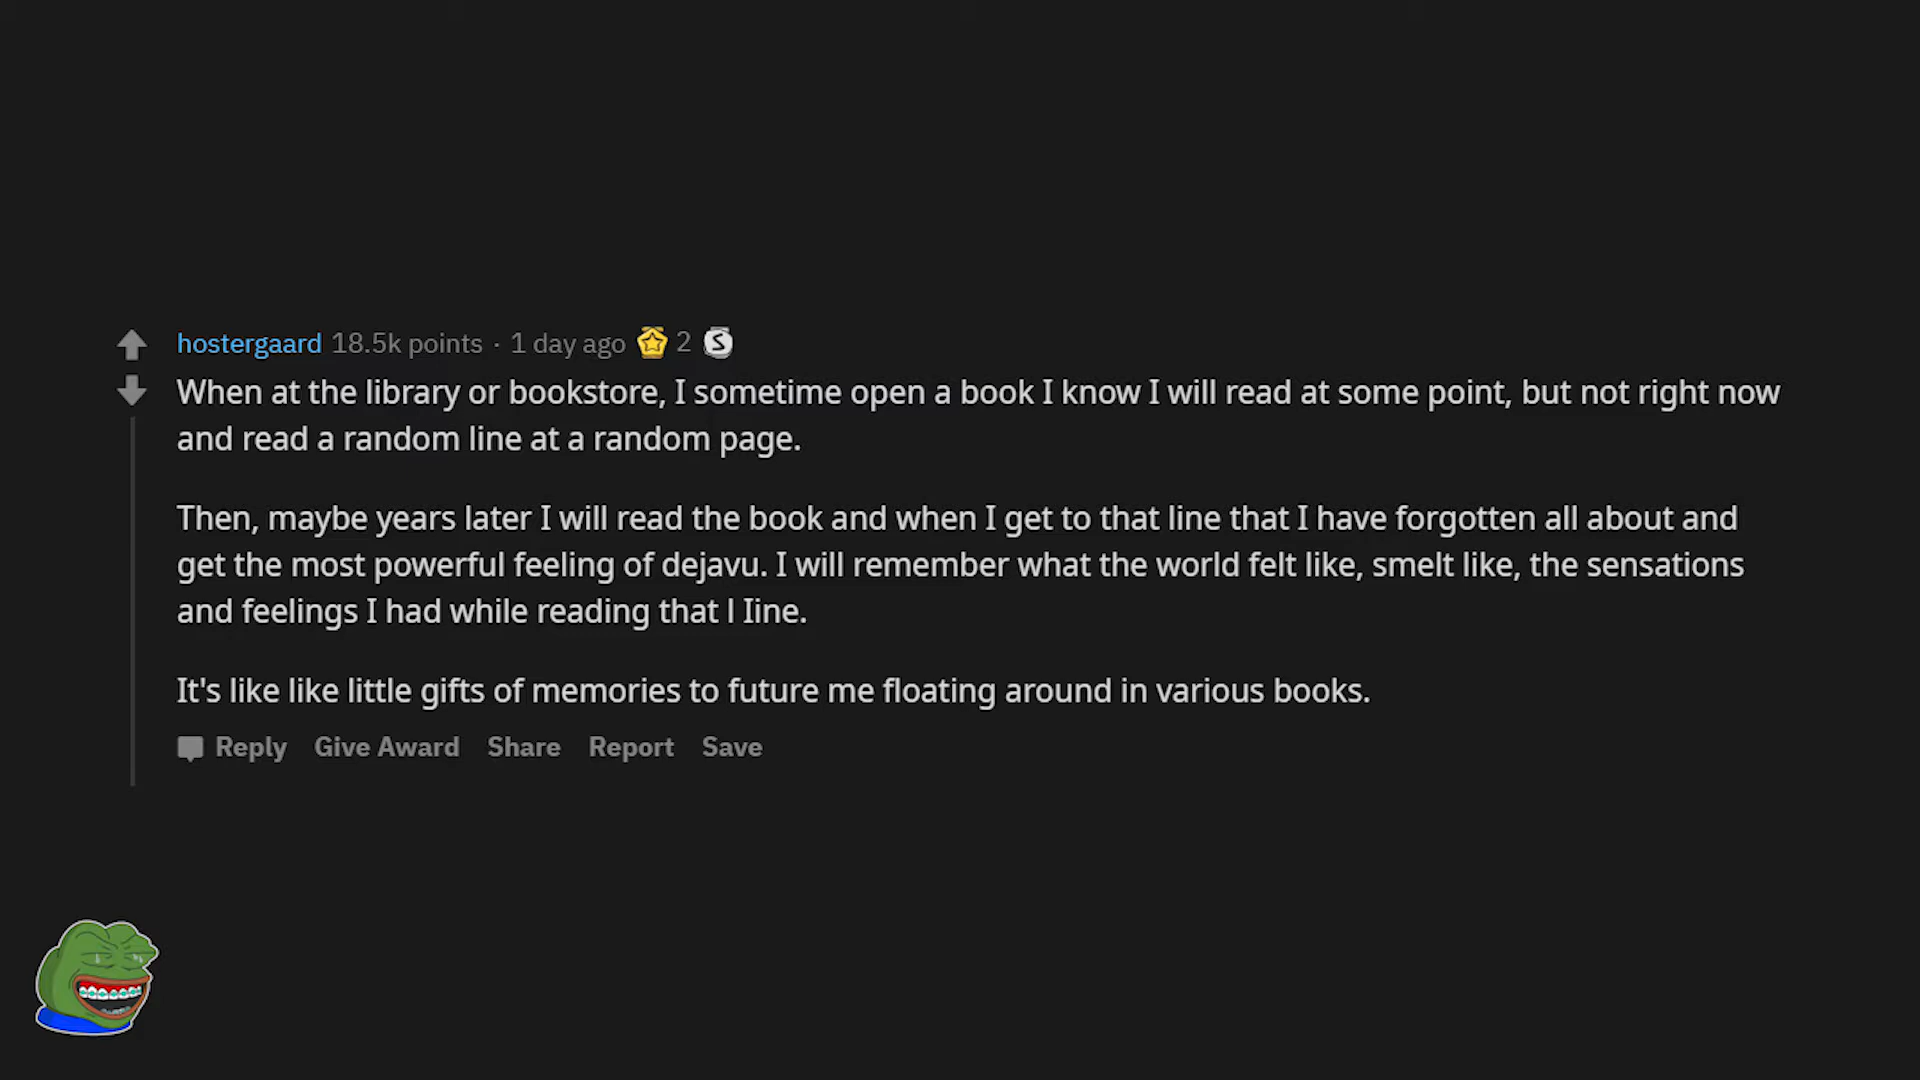 hostergaard 18.5k points · 1 day ago 2 S
When at the library or bookstore, I sometime open a book I know I will read at some point, but not right now
and read a random line at a random page.
Then, maybe years later I will read the book and when I get to that line that I have forgotten all about and
get the most powerful feeling of dejavu. I will remember what the world felt like, smelt like, the sensations
and feelings I had while reading that l Iine.
It's like like little gifts of memories to future me floating around in various books.
Reply Give Award Share Report Save